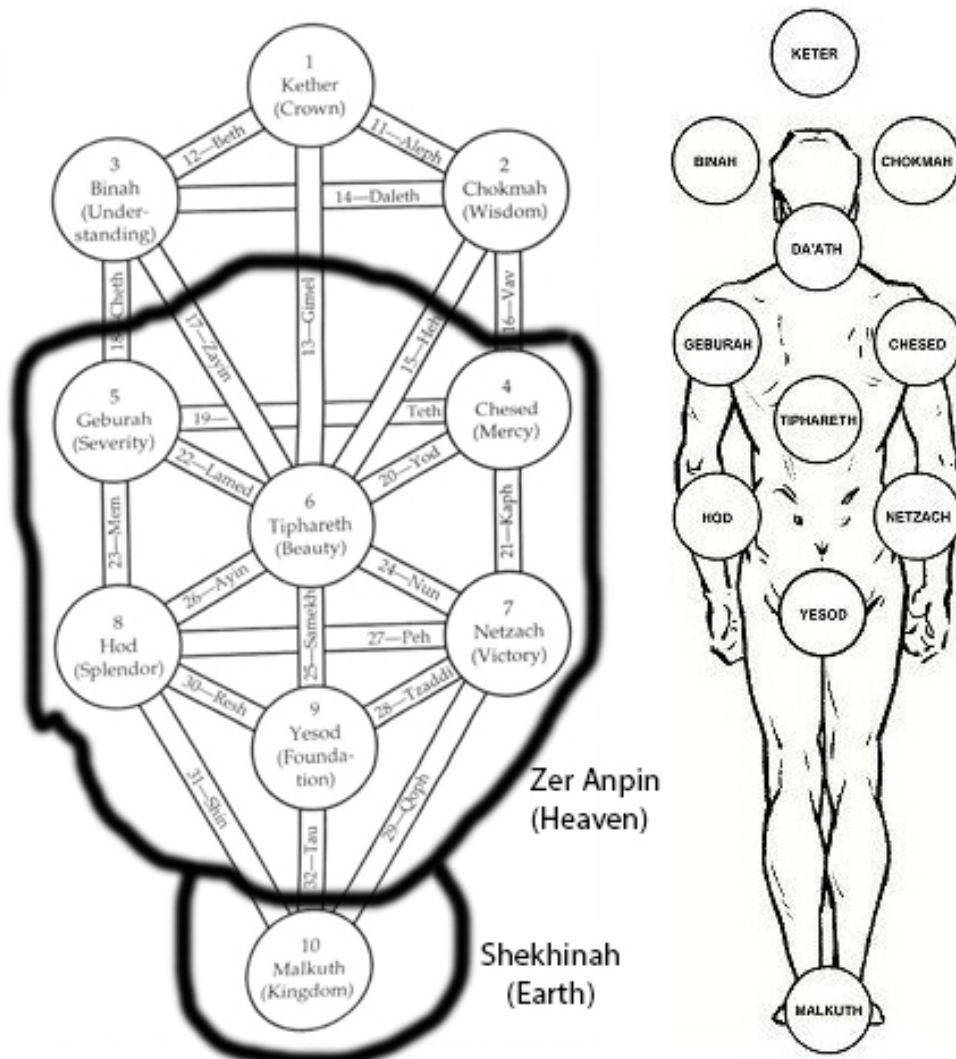 1
Kether
(Crown)
12—Beth
11—Aleph
3
Binah
(Under-
standing)
2
Chokmah
(Wisdom)
14—Daleth
18—Cheth
17—Zayin
13—Gimel
15—Heh
16—Vav
5
Geburah
(Severity)
4
Chesed
(Mercy)
19—
Teth
22—Lamed
20—Yod
6
Tiphareth
(Beauty)
23—Mem
21—Kaph
26—Ayin
24—Nun
8
Hod
(Splendor)
7
Netzach
(Victory)
27—Peh
25—Samekh
30—Resh
28—Tzaddi
9
Yesod
(Founda-
tion)
31—Shin
32—Tau
29—Qoph
10
Malkuth
(Kingdom)
Zer Anpin
(Heaven)
Shekhinah
(Earth)
KETER
BINAH
CHOKMAH
DA'ATH
GEBURAH
CHESED
TIPHARETH
HOD
NETZACH
YESOD
MALKUTH